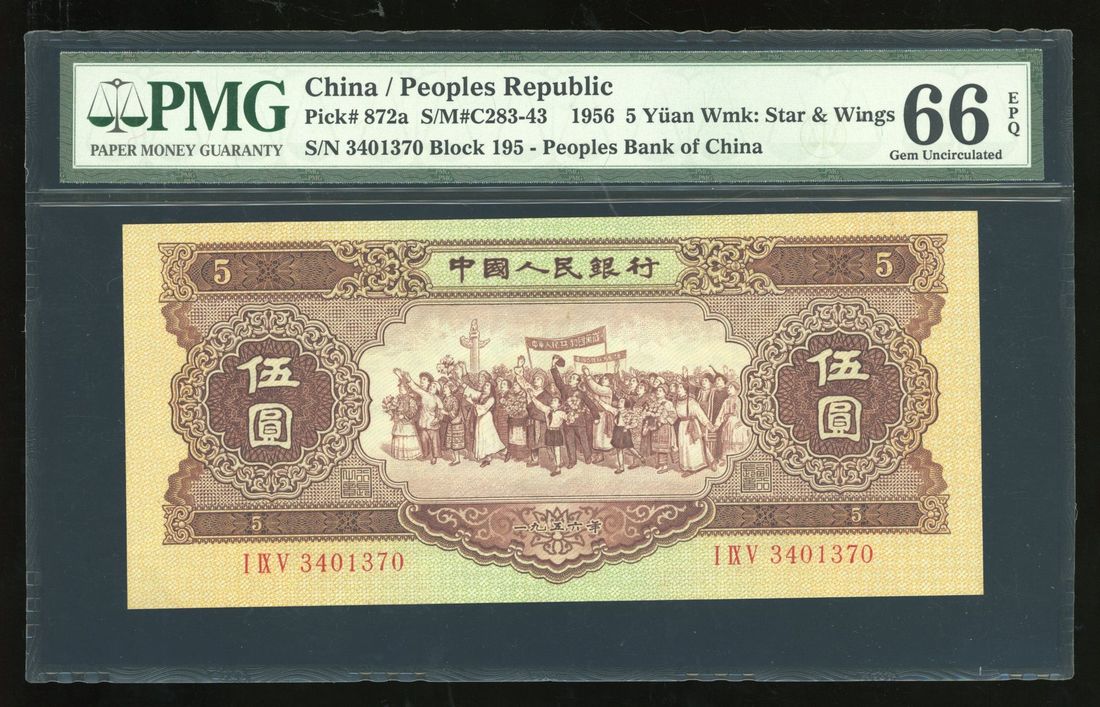 PMG
PAPER MONEY GUARANTY
China / Peoples Republic
Pick# 872a S/M#C283-43 1956 5 Yüan Wmk: Star & Wings
S/N 3401370 Block 195 - Peoples Bank of China
66 EPQ
Gem Uncirculated
5 中國人民銀行 5
伍圓 伍圓
5 一九五六年 5
I IX V 3401370 I IX V 3401370